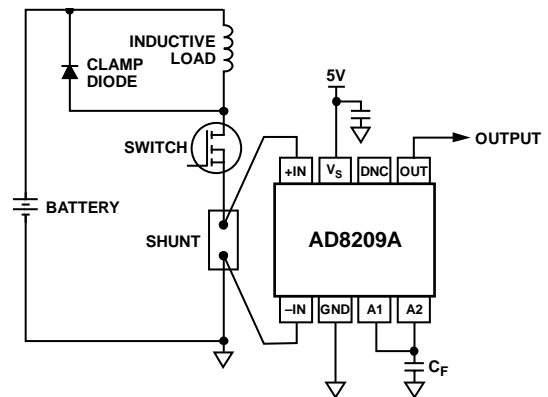 INDUCTIVE
LOAD
CLAMP
DIODE
5V
OUTPUT
SWITCH
+IN
VS
DNC
OUT
BATTERY
SHUNT
AD8209A
–IN
GND
A1
A2
CF